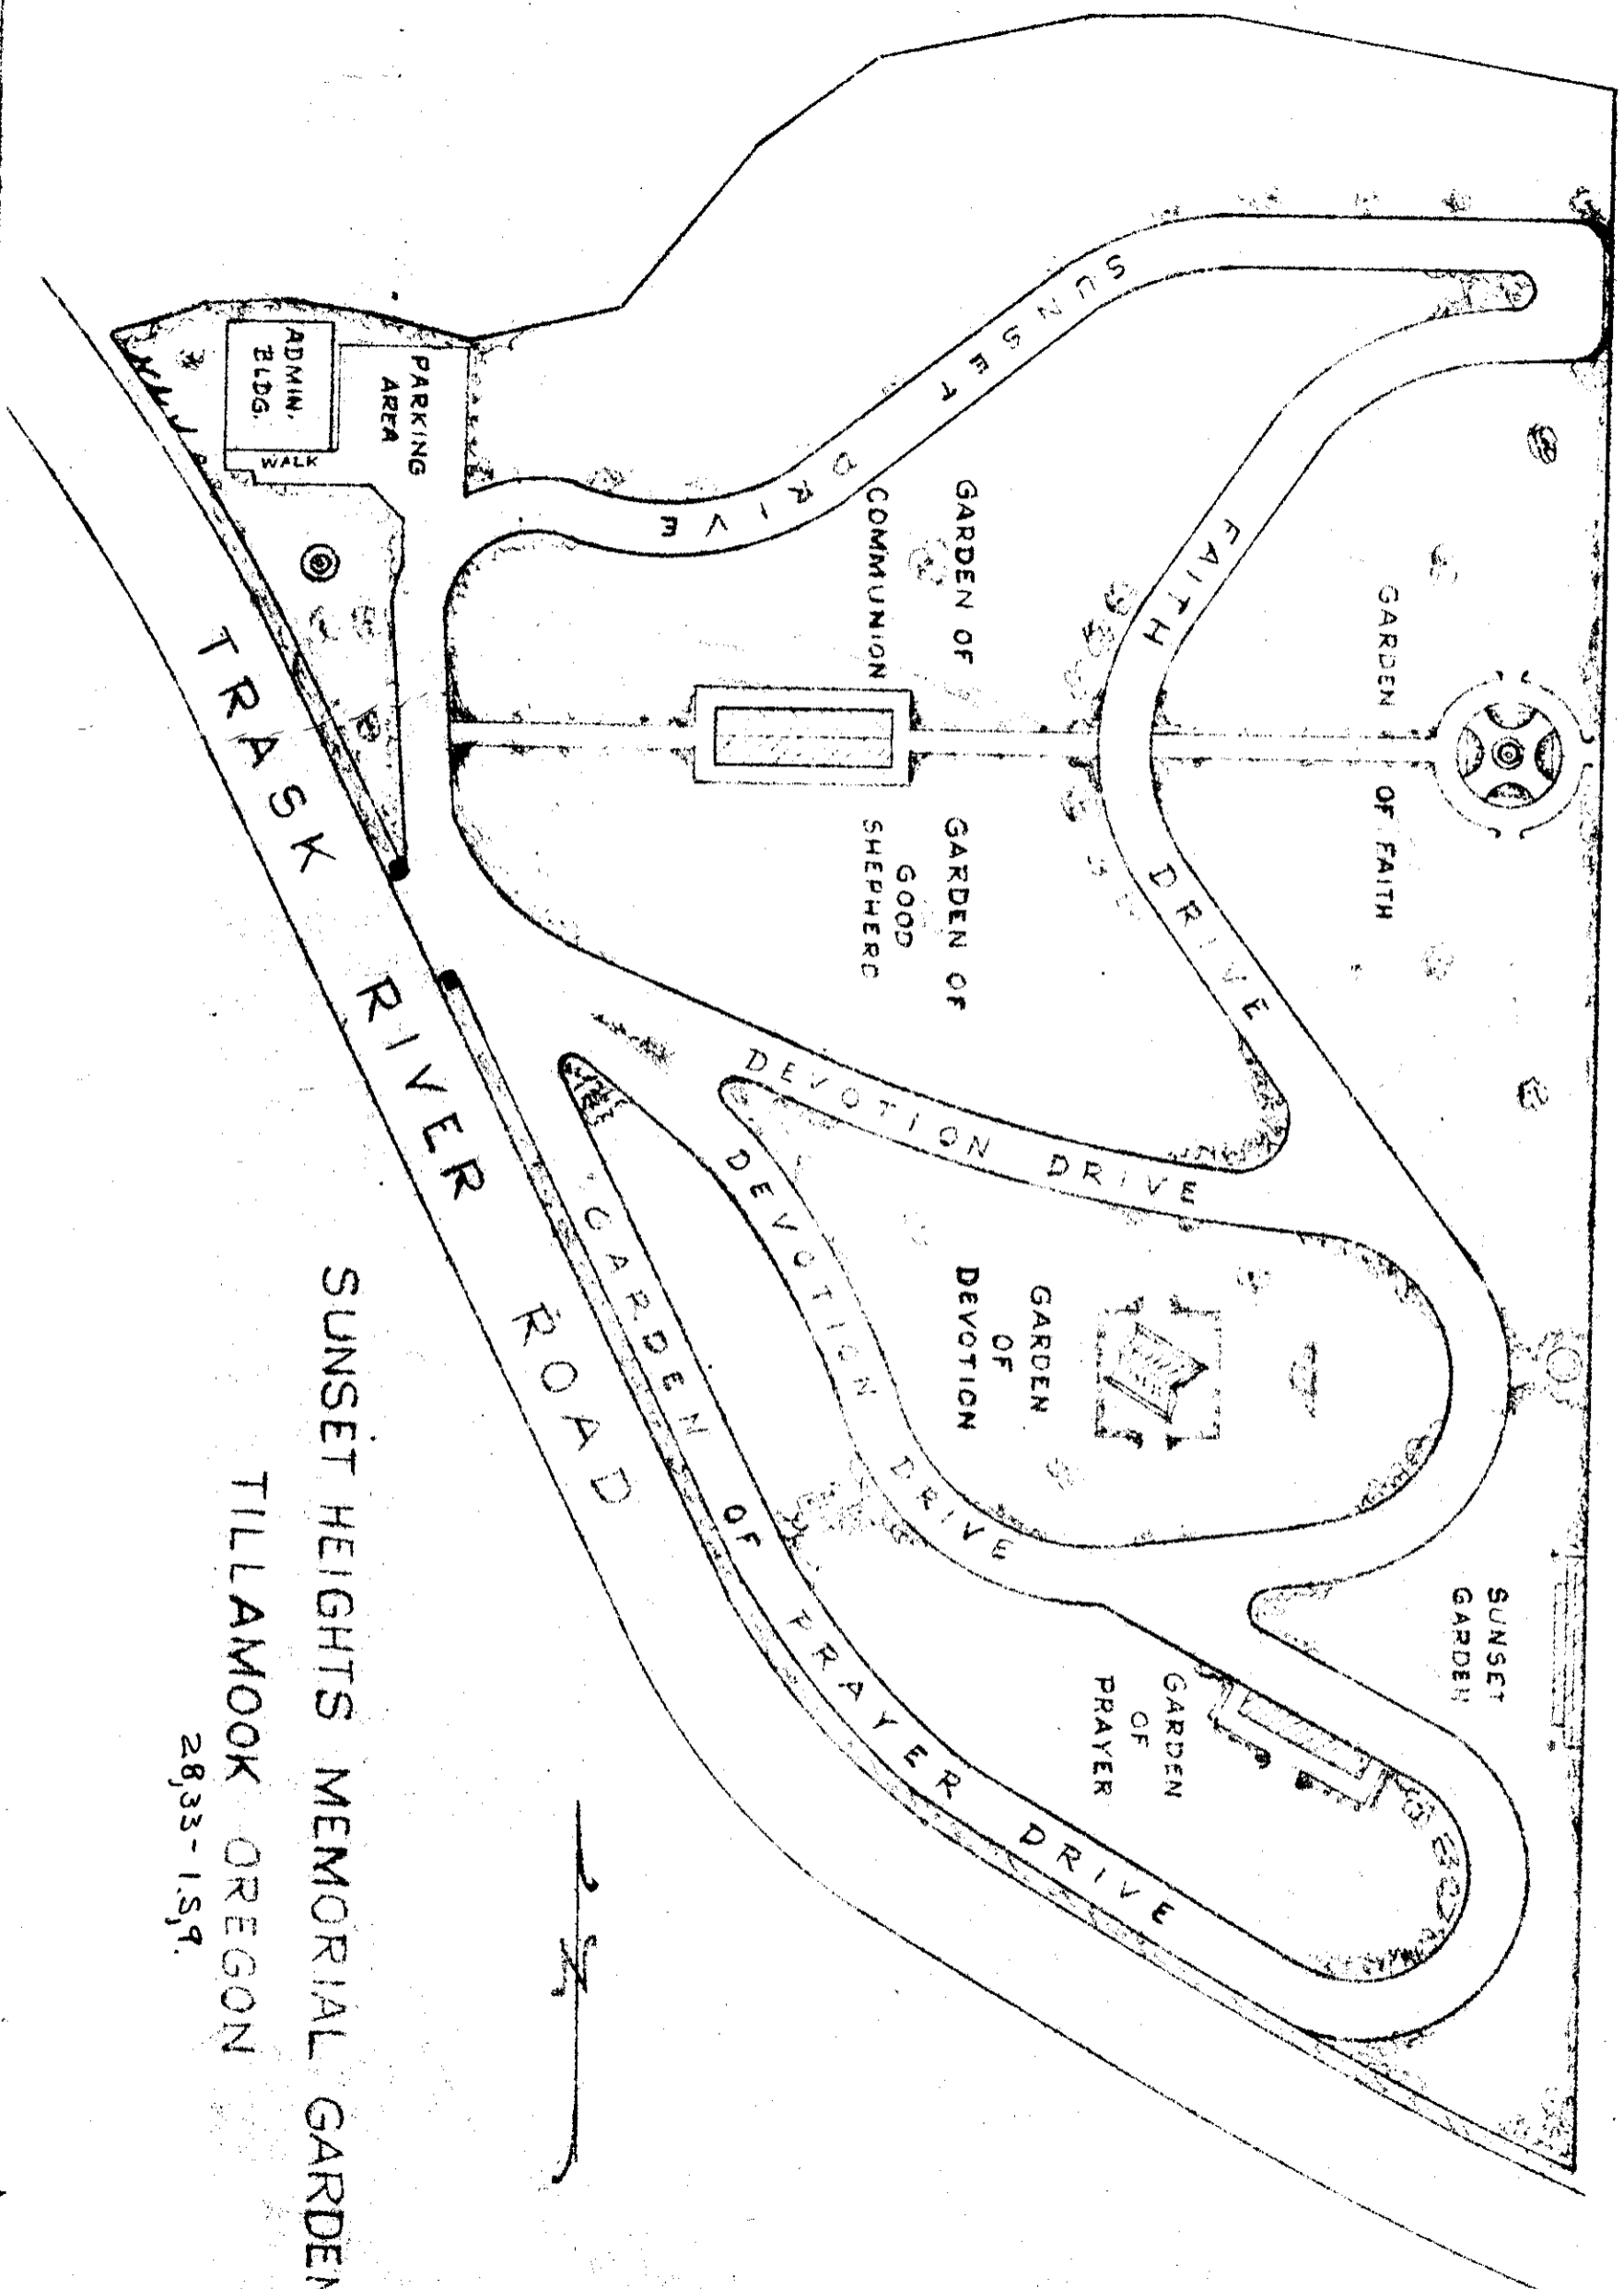 GARDEN OF FAITH
FAITH DRIVE
SUNSET DRIVE
GARDEN OF
COMMUNION
GARDEN OF
GOOD
SHEPHERD
DEVOTION DRIVE
GARDEN
OF
DEVOTION
DEVOTION DRIVE
SUNSET
GARDEN
GARDEN
OF
PRAYER
GARDEN OF PRAYER DRIVE
PARKING
AREA
ADMIN.
BLDG.
WALK
TRASK RIVER ROAD
SUNSET HEIGHTS MEMORIAL GARDEN
TILLAMOOK OREGON
28,33-1.S,9.